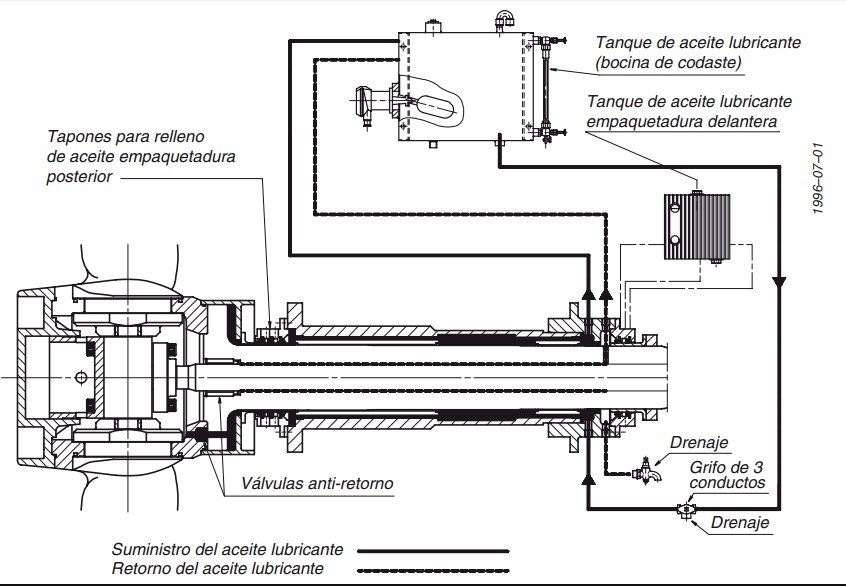 Tanque de aceite lubricante
(bocina de codaste)
Tanque de aceite lubricante
empaquetadura delantera
Tapones para relleno
de aceite empaquetadura
posterior
1996–07–01
Válvulas anti-retorno
Drenaje
Grifo de 3
conductos
Drenaje
Suministro del aceite lubricante
Retorno del aceite lubricante